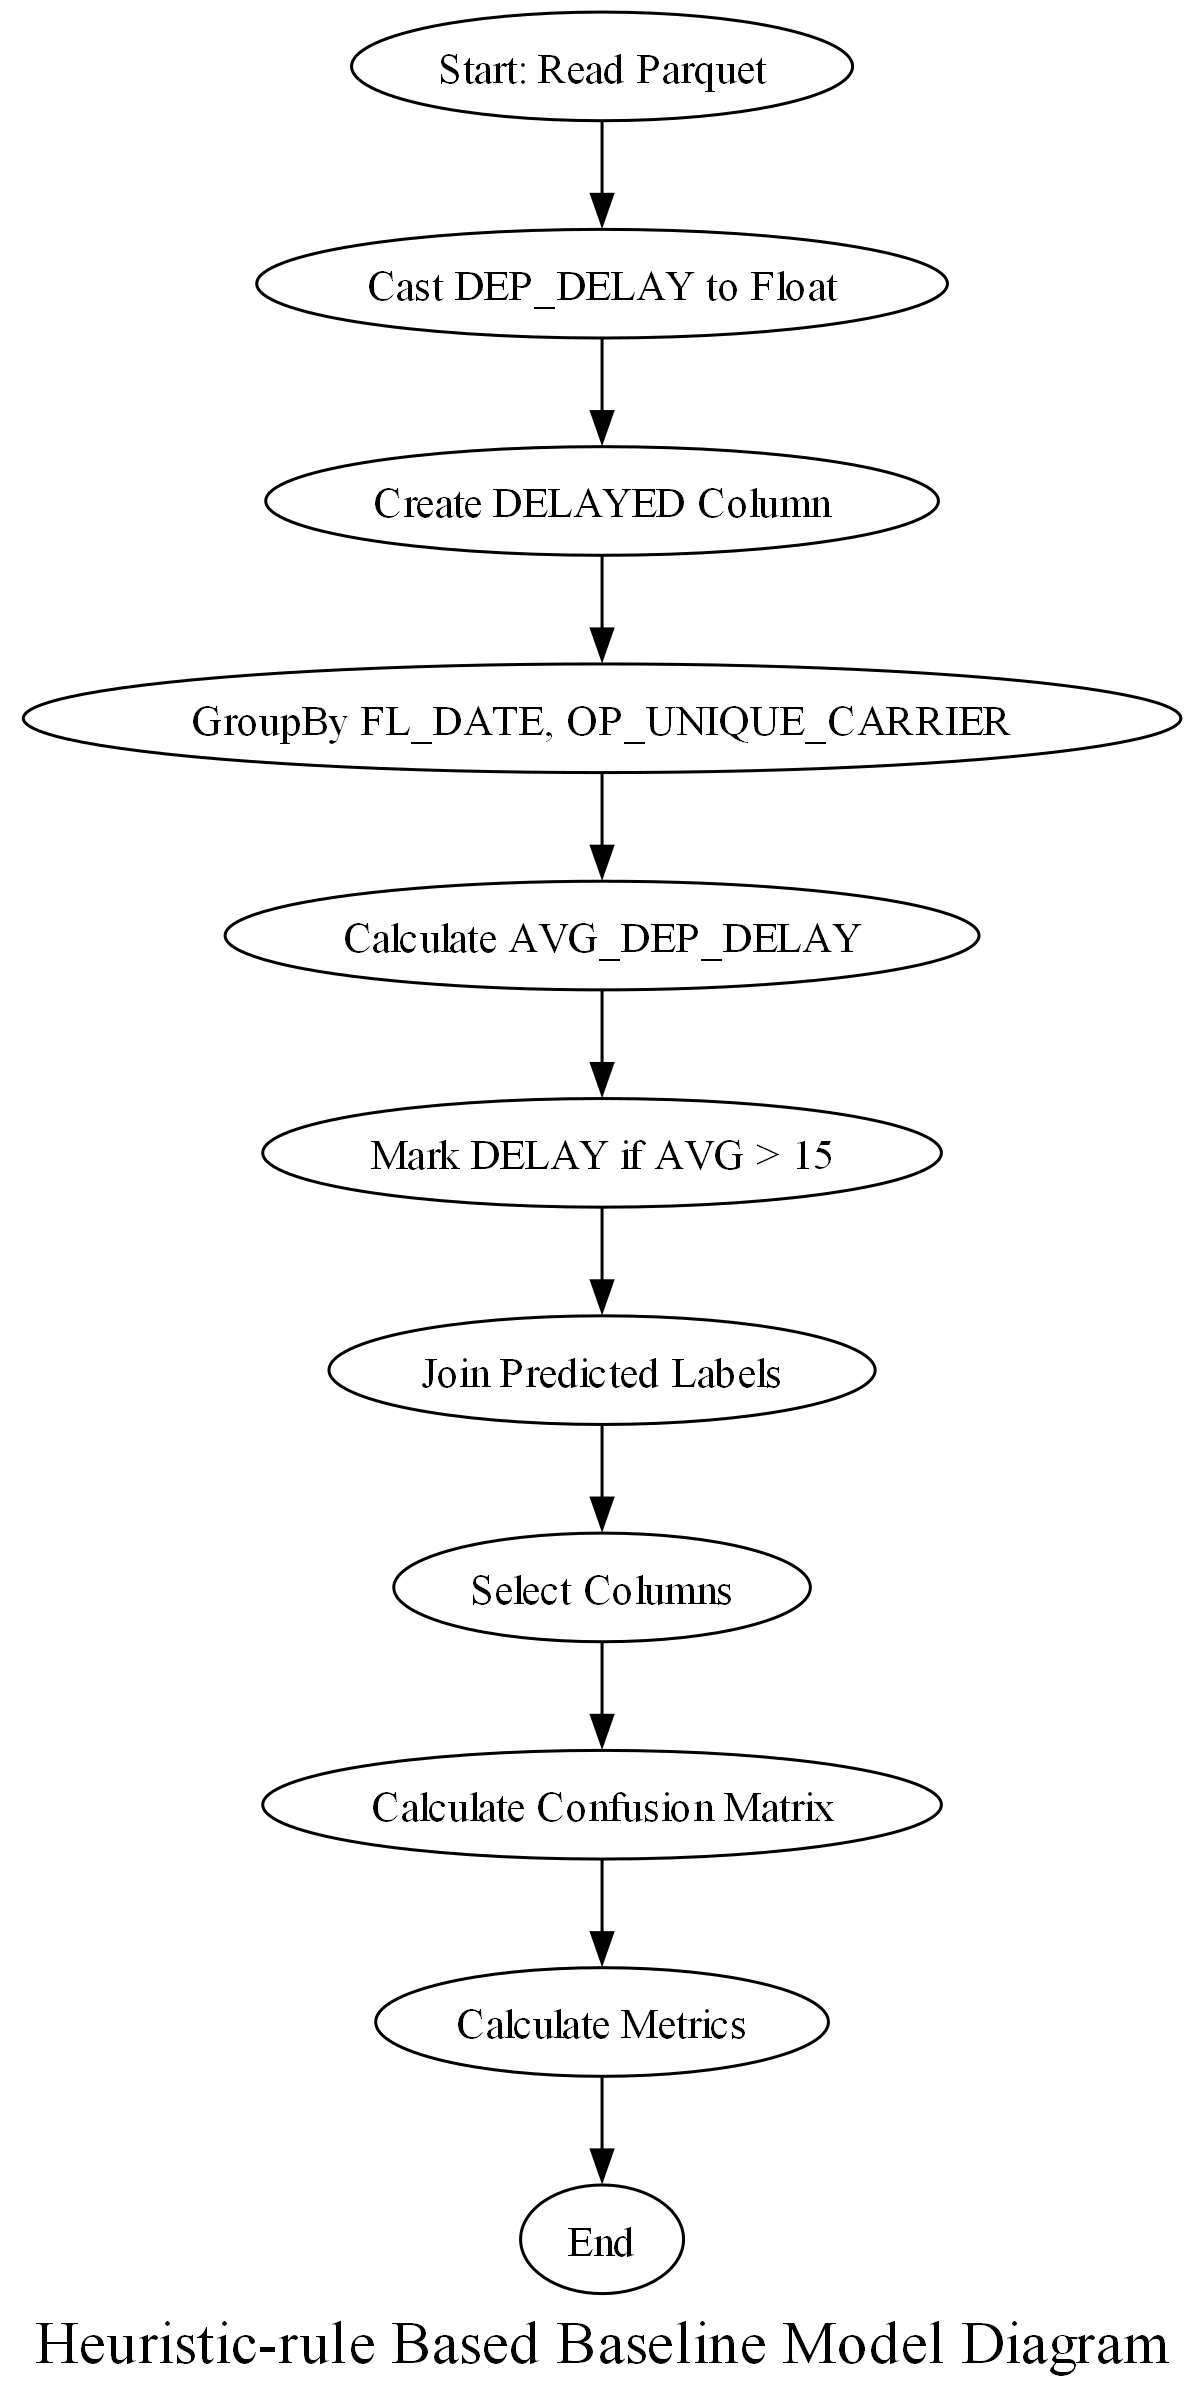 Start: Read Parquet
Cast DEP_DELAY to Float
Create DELAYED Column
GroupBy FL_DATE, OP_UNIQUE_CARRIER
Calculate AVG_DEP_DELAY
Mark DELAY if AVG > 15
Join Predicted Labels
Select Columns
Calculate Confusion Matrix
Calculate Metrics
End
Heuristic-rule Based Baseline Model Diagram